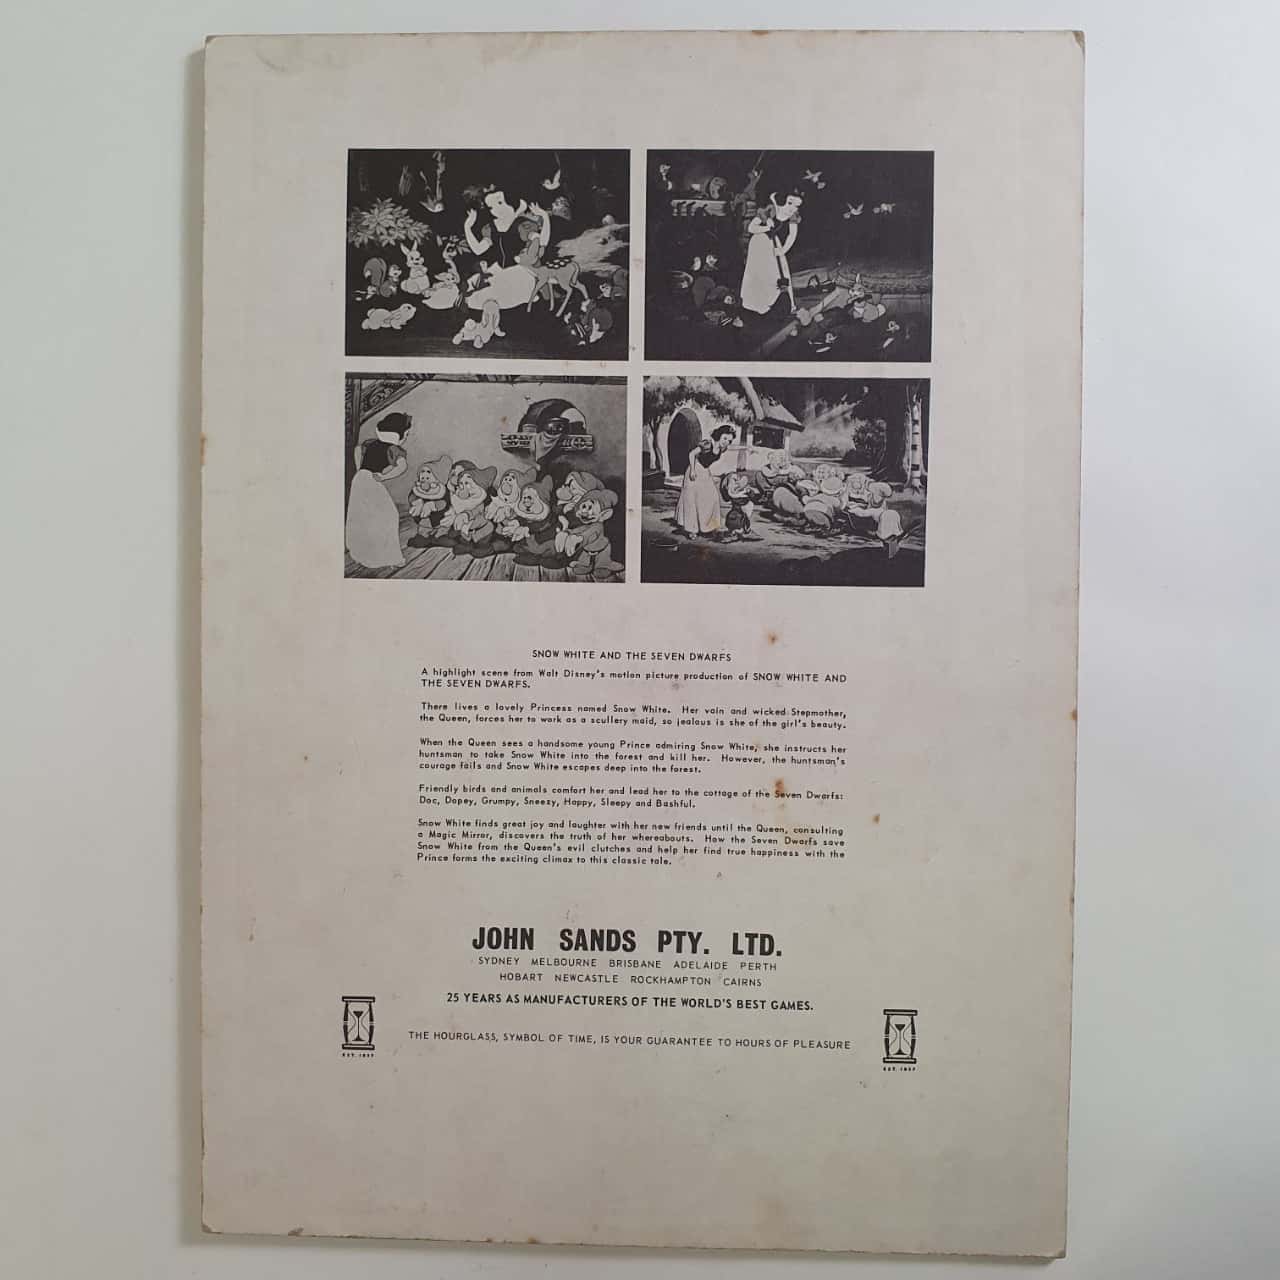 SNOW WHITE AND THE SEVEN DWARFS
A highlight scene from Walt Disney's motion picture production of SNOW WHITE AND
THE SEVEN DWARFS.
There lives a lovely Princess named Snow White. Her vain and wicked Stepmother,
the Queen, forces her to work as a scullery maid, so jealous is she of the girl's beauty.
When the Queen sees a handsome young Prince admiring Snow White, she instructs her
huntsman to take Snow White into the forest and kill her. However, the huntsman's
courage fails and Snow White escapes deep into the forest.
Friendly birds and animals comfort her and lead her to the cottage of the Seven Dwarfs:
Doc, Dopey, Grumpy, Sneezy, Happy, Sleepy and Bashful.
Snow White finds great joy and laughter with her new friends until the Queen, consulting
a Magic Mirror, discovers the truth of her whereabouts. How the Seven Dwarfs save
Snow White from the Queen's evil clutches and help her find true happiness with the
Prince forms the exciting climax to this classic tale.
JOHN SANDS PTY. LTD.
SYDNEY MELBOURNE BRISBANE ADELAIDE PERTH
HOBART NEWCASTLE ROCKHAMPTON CAIRNS
25 YEARS AS MANUFACTURERS OF THE WORLD'S BEST GAMES.
THE HOURGLASS, SYMBOL OF TIME, IS YOUR GUARANTEE TO HOURS OF PLEASURE
EST. 1837
EST. 1837